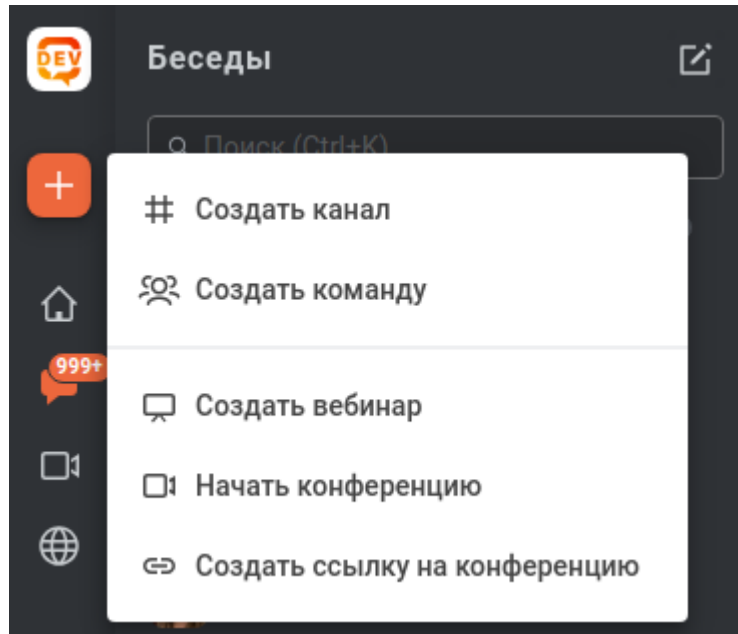 DEV
Беседы
Поиск (Ctrl+K)
Создать канал
Создать команду
999+
Создать вебинар
Начать конференцию
Создать ссылку на конференцию